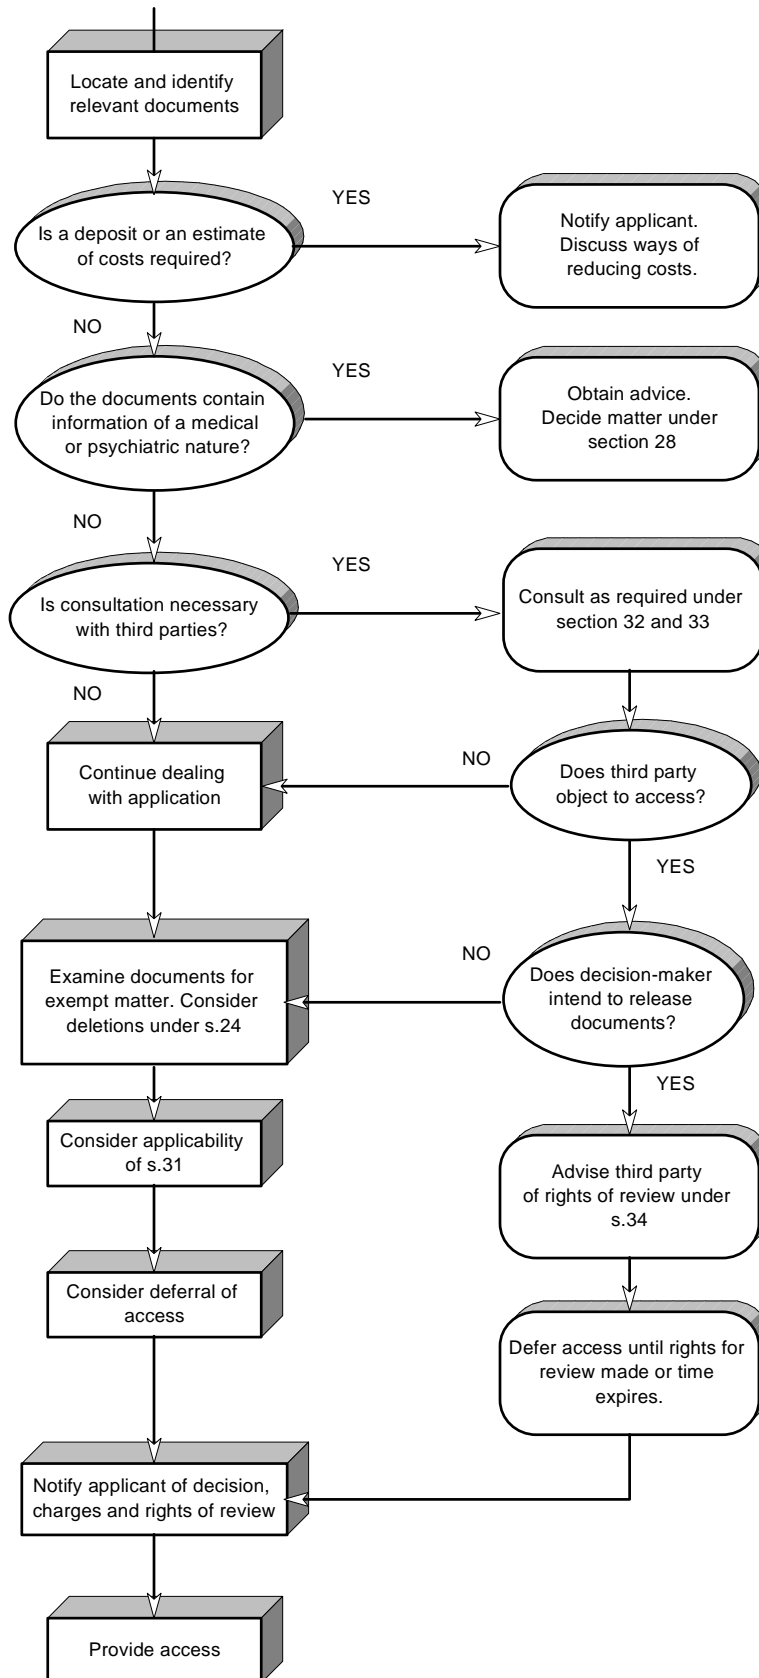 Locate and identify
relevant documents
YES
Is a deposit or an estimate
of costs required?
Notify applicant.
Discuss ways of
reducing costs.
NO
YES
Do the documents contain
information of a medical
or psychiatric nature?
Obtain advice.
Decide matter under
section 28
NO
YES
Is consultation necessary
with third parties?
Consult as required under
section 32 and 33
NO
Continue dealing
with application
NO
Does third party
object to access?
YES
Examine documents for
exempt matter. Consider
deletions under s.24
NO
Does decision-maker
intend to release
documents?
YES
Consider applicability
of s.31
Advise third party
of rights of review under
s.34
Consider deferral of
access
Defer access until rights for
review made or time
expires.
Notify applicant of decision,
charges and rights of review
Provide access